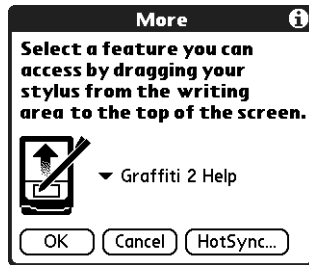 More
Select a feature you can
access by dragging your
stylus from the writing
area to the top of the screen.
Graffiti 2 Help
OK Cancel HotSync...